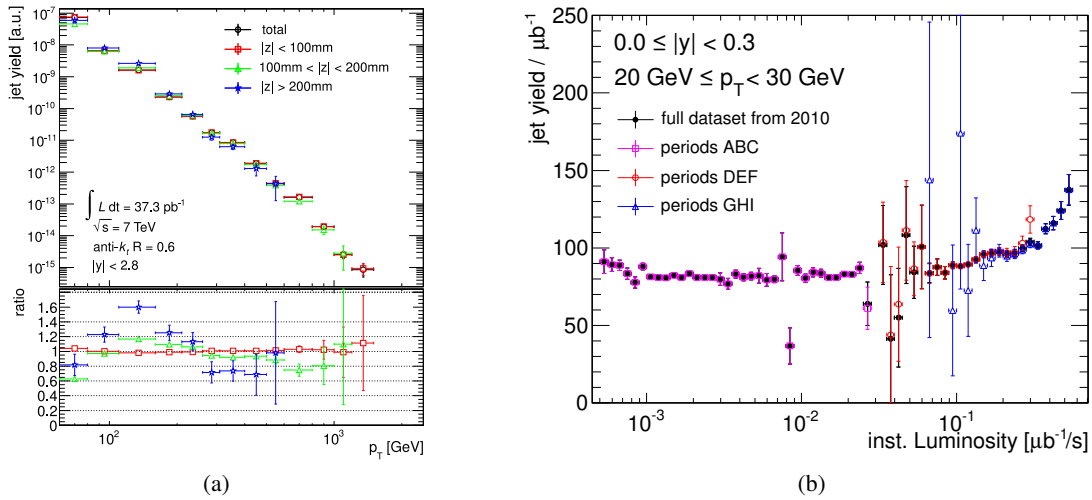 jet yield [a.u.]
10⁻⁷
10⁻⁸
10⁻⁹
10⁻¹⁰
10⁻¹¹
10⁻¹²
10⁻¹³
10⁻¹⁴
10⁻¹⁵
total
|z| < 100mm
100mm < |z| < 200mm
|z| > 200mm
∫ L dt = 37.3 pb⁻¹
√s = 7 TeV
anti-k_t R = 0.6
|y| < 2.8
ratio
1.8
1.6
1.4
1.2
1
0.8
0.6
0.4
0.2
0
10²
10³
p_T [GeV]
(a)
jet yield / μb⁻¹
250
200
150
100
50
0
0.0 ≤ |y| < 0.3
20 GeV ≤ p_T < 30 GeV
full dataset from 2010
periods ABC
periods DEF
periods GHI
10⁻³
10⁻²
10⁻¹
inst. Luminosity [μb⁻¹/s]
(b)